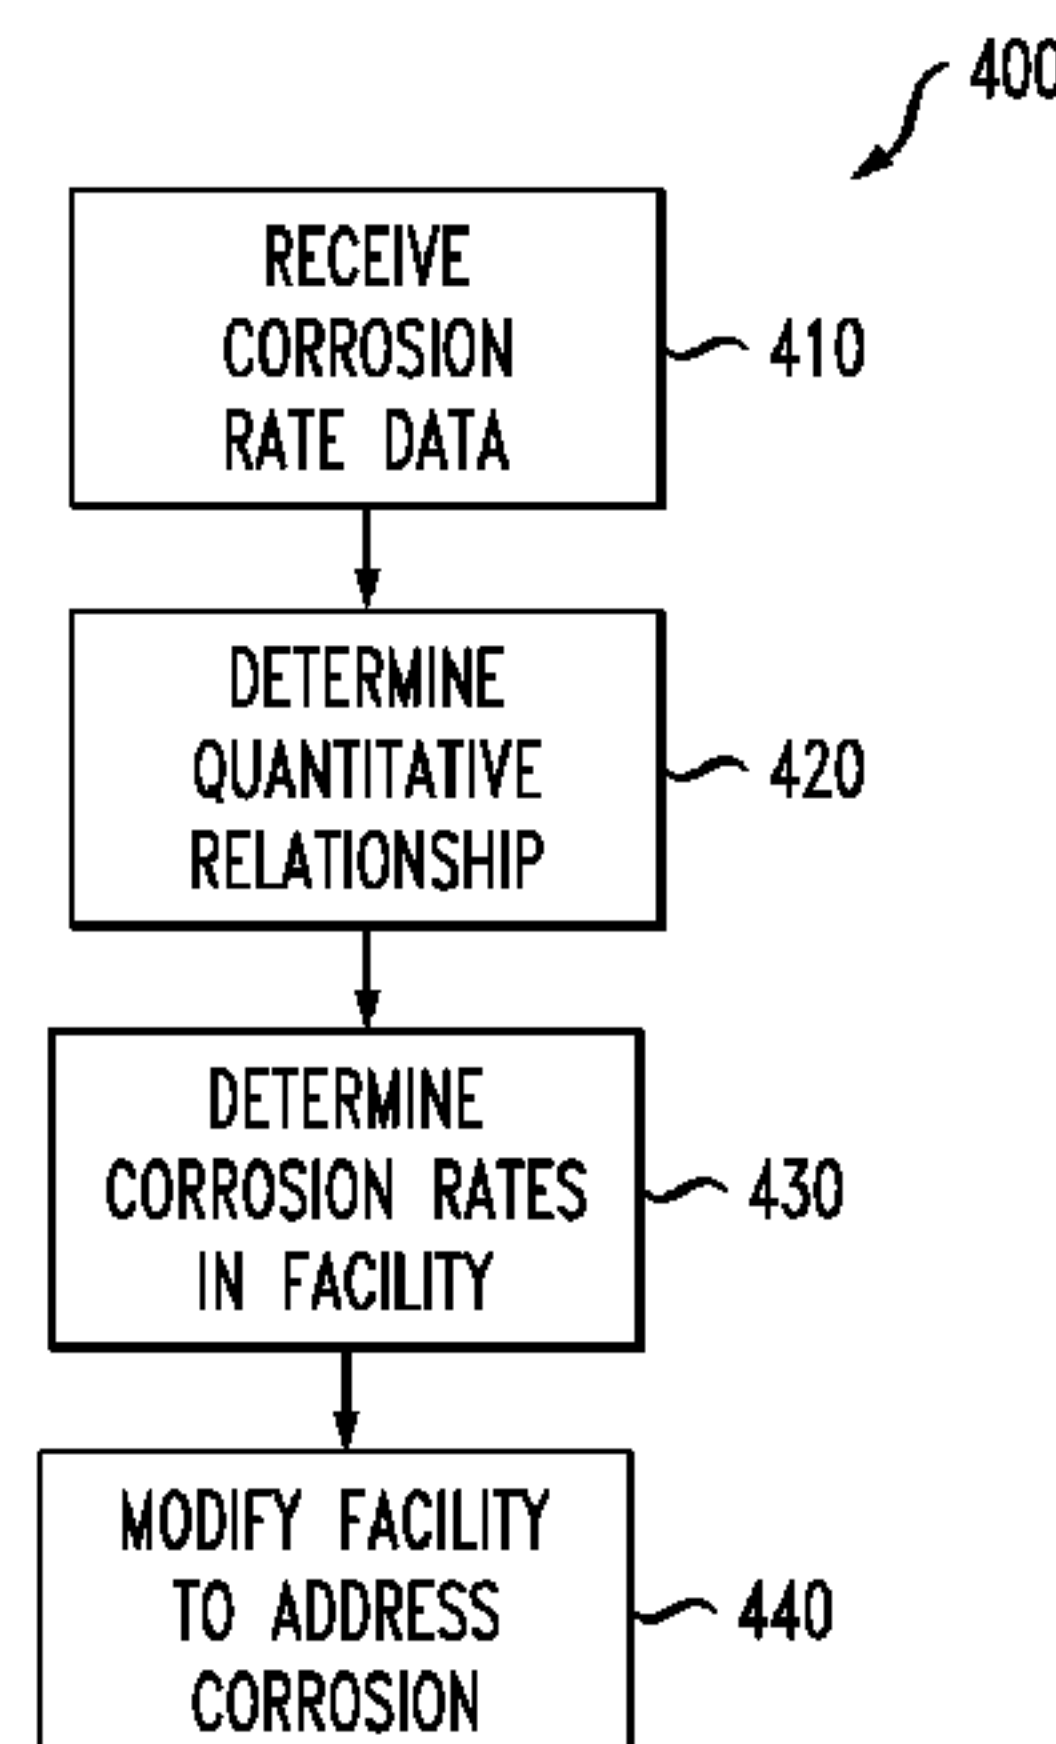 400
RECEIVE
CORROSION
RATE DATA
410
DETERMINE
QUANTITATIVE
RELATIONSHIP
420
DETERMINE
CORROSION RATES
IN FACILITY
430
MODIFY FACILITY
TO ADDRESS
CORROSION
440